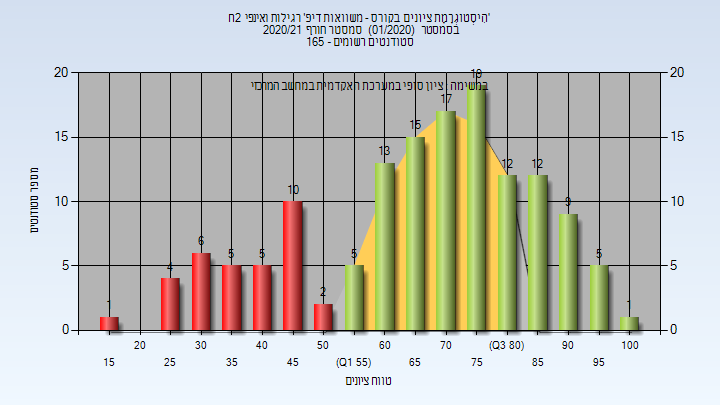 היסטוגרמת ציונים בקורס - משוואות דיפ' רגילות ואינפי 2ח'
בסמסטר (01/2020) סמסטר חורף 2020/21
165 - סטודנטים רשומים
במשימה: ציון סופי במערכת האקדמית במחשב המרכזי
20 20
15 15
10 10
5 5
0 0
מספר סטודנטים
1 4 6 5 5 10 2 5 13 15 17 19 12 12 9 5 1
20 30 40 50 60 70 (Q3 80) 90 100
15 25 35 45 (Q1 55) 65 75 85 95
טווח ציונים